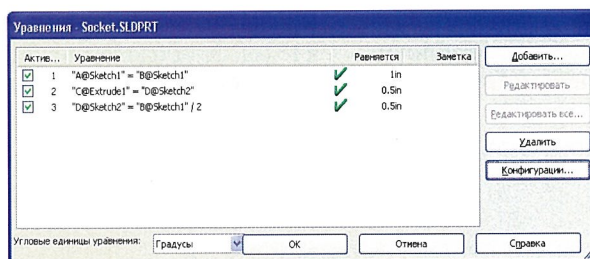 Уравнения - Socket.SLDPRT
Актив... Уравнение Равняется Заметка
1 "A@Sketch1" = "B@Sketch1" 1in
2 "C@Extrude1" = "D@Sketch2" 0.5in
3 "D@Sketch2" = "B@Sketch1" / 2 0.5in
Добавить...
Редактировать
Редактировать все...
Удалить
Конфигурации...
Угловые единицы уравнения: Градусы OK Отмена Справка